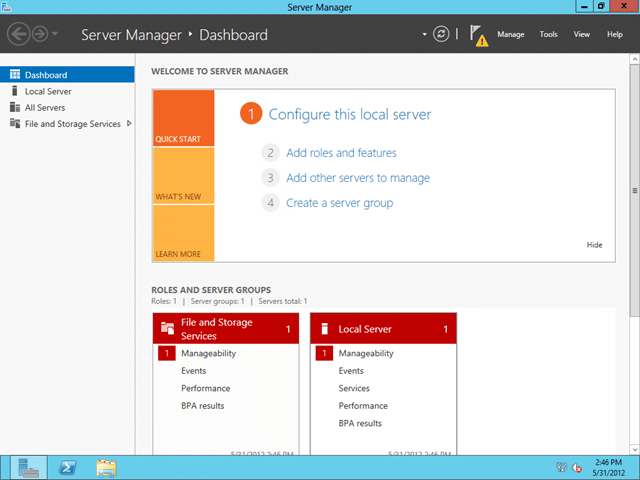 Server Manager
Server Manager • Dashboard
Manage Tools View Help
Dashboard
Local Server
All Servers
File and Storage Services
WELCOME TO SERVER MANAGER
QUICK START
WHAT'S NEW
LEARN MORE
1 Configure this local server
2 Add roles and features
3 Add other servers to manage
4 Create a server group
Hide
ROLES AND SERVER GROUPS
Roles: 1 | Server groups: 1 | Servers total: 1
File and Storage Services 1
1 Manageability
Events
Performance
BPA results
5/31/2012 2:46 PM
Local Server 1
1 Manageability
Events
Services
Performance
BPA results
5/31/2012 2:46 PM
2:46 PM
5/31/2012